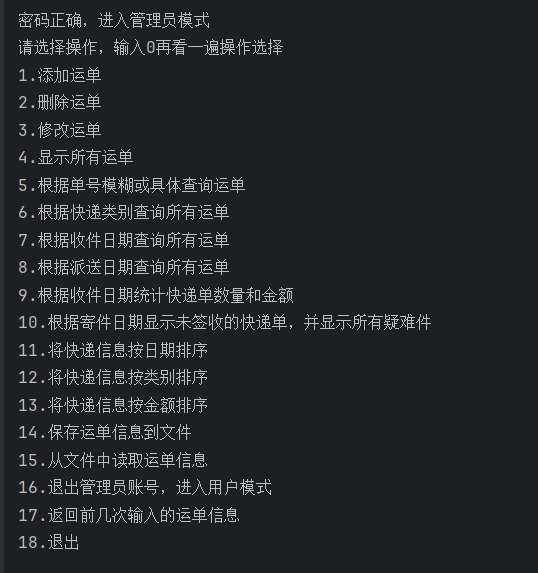 密码正确，进入管理员模式
请选择操作，输入0再看一遍操作选择
1.添加运单
2.删除运单
3.修改运单
4.显示所有运单
5.根据单号模糊或具体查询运单
6.根据快递类别查询所有运单
7.根据收件日期查询所有运单
8.根据派送日期查询所有运单
9.根据收件日期统计快递单数量和金额
10.根据寄件日期显示未签收的快递单，并显示所有疑难件
11.将快递信息按日期排序
12.将快递信息按类别排序
13.将快递信息按金额排序
14.保存运单信息到文件
15.从文件中读取运单信息
16.退出管理员账号，进入用户模式
17.返回前几次输入的运单信息
18.退出